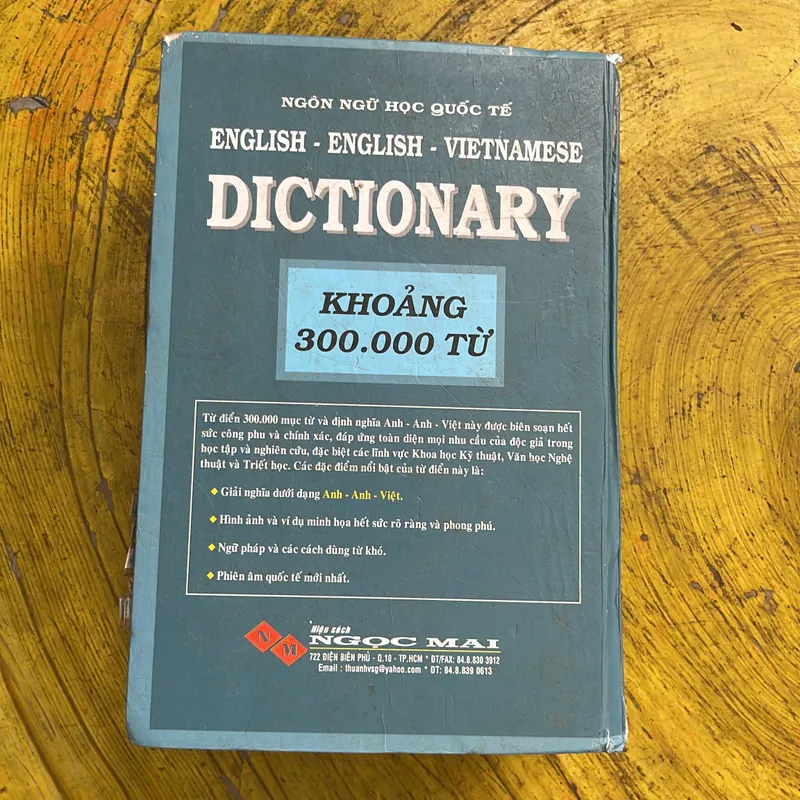 NGÔN NGỮ HỌC QUỐC TẾ
ENGLISH - ENGLISH - VIETNAMESE
DICTIONARY
KHOẢNG
300.000 TỪ
Từ điển 300.000 mục từ và định nghĩa Anh - Anh - Việt này được biên soạn hết
sức công phu và chính xác, đáp ứng toàn diện mọi nhu cầu của độc giả trong
học tập và nghiên cứu, đặc biệt các lĩnh vực Khoa học Kỹ thuật, Văn học Nghệ
thuật và Triết học. Các đặc điểm nổi bật của từ điển này là:
◆ Giải nghĩa dưới dạng Anh - Anh - Việt.
◆ Hình ảnh và ví dụ minh họa hết sức rõ ràng và phong phú.
◆ Ngữ pháp và các cách dùng từ khó.
◆ Phiên âm quốc tế mới nhất.
N M
Hiệu sách
NGỌC MAI
722 ĐIỆN BIÊN PHỦ - Q.10 - TP.HCM * ĐT/FAX: 84.8.830 3912
Email : thuanhvsg@yahoo.com * ĐT: 84.8.839 0613